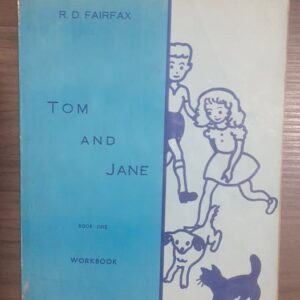 R. D. FAIRFAX
TOM
AND
JANE
BOOK ONE
WORKBOOK